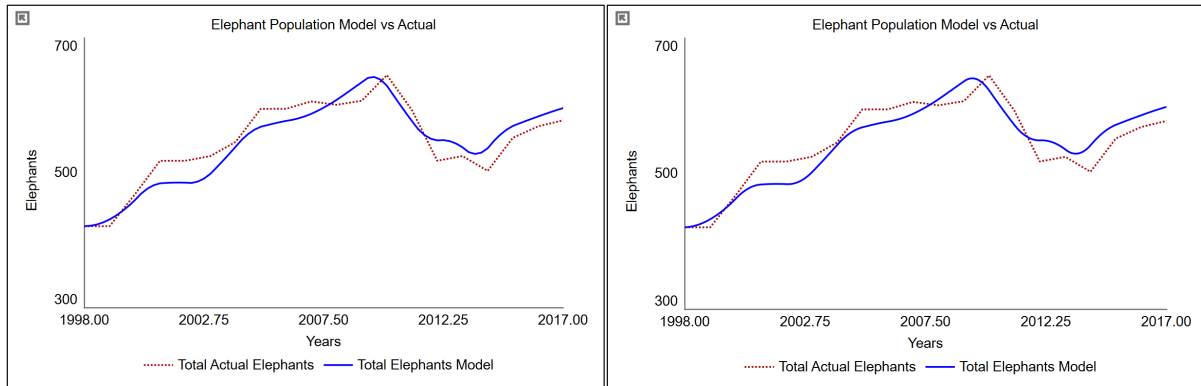 Elephant Population Model vs Actual
700
500
300
Elephants
1998.00 2002.75 2007.50 2012.25 2017.00
Years
Total Actual Elephants Total Elephants Model
Elephant Population Model vs Actual
700
500
300
Elephants
1998.00 2002.75 2007.50 2012.25 2017.00
Years
Total Actual Elephants Total Elephants Model